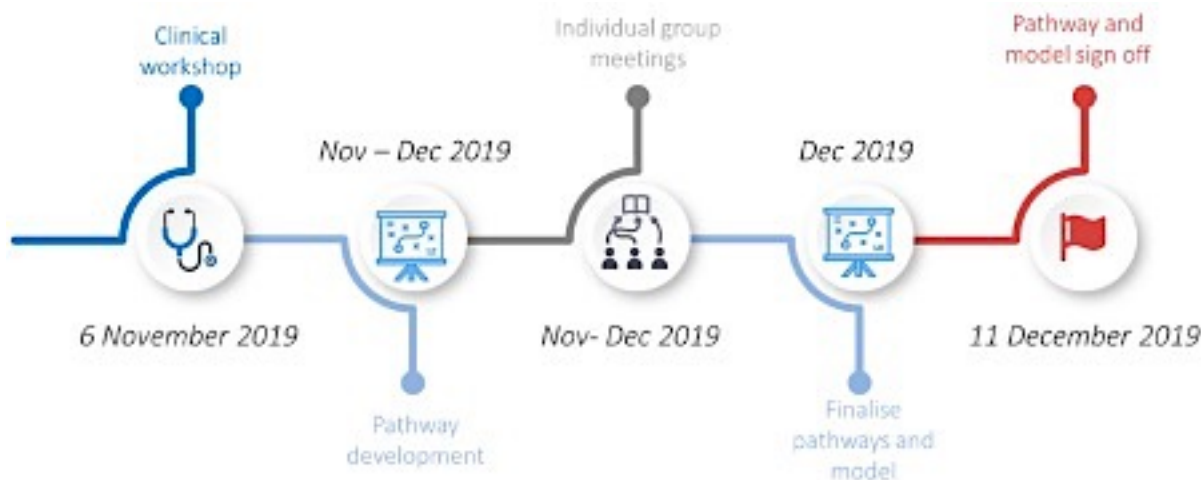 Clinical
workshop
6 November 2019
Nov – Dec 2019
Pathway
development
Individual group
meetings
Nov- Dec 2019
Dec 2019
Finalise
pathways and
model
Pathway and
model sign off
11 December 2019